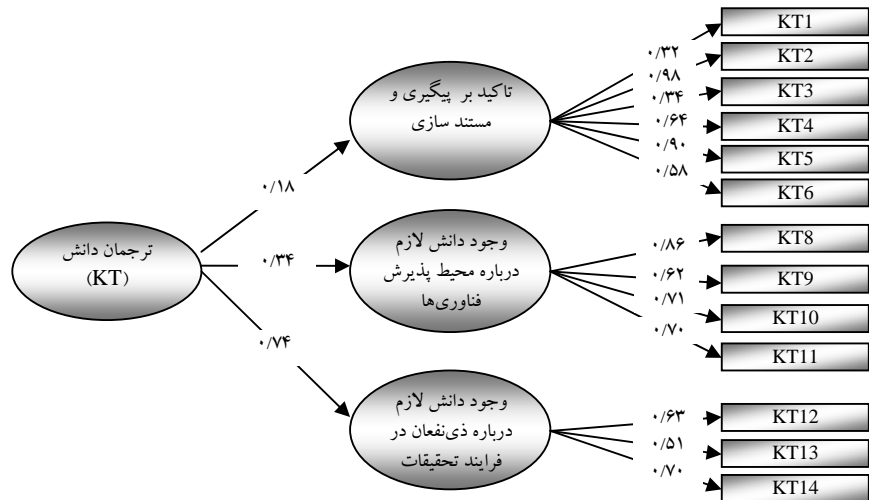 ترجمان دانش
(KT)
۰/۱۸
۰/۳۴
۰/۷۴
تاکید بر پیگیری و
مستند سازی
۰/۳۲
۰/۹۸
۰/۳۴
۰/۶۴
۰/۹۰
۰/۵۸
KT1
KT2
KT3
KT4
KT5
KT6
وجود دانش لازم
درباره محیط پذیرش
فناوری‌ها
۰/۸۶
۰/۶۲
۰/۷۱
۰/۷۰
KT8
KT9
KT10
KT11
وجود دانش لازم
درباره ذی‌نفعان در
فرایند تحقیقات
۰/۶۳
۰/۵۱
۰/۷۰
KT12
KT13
KT14